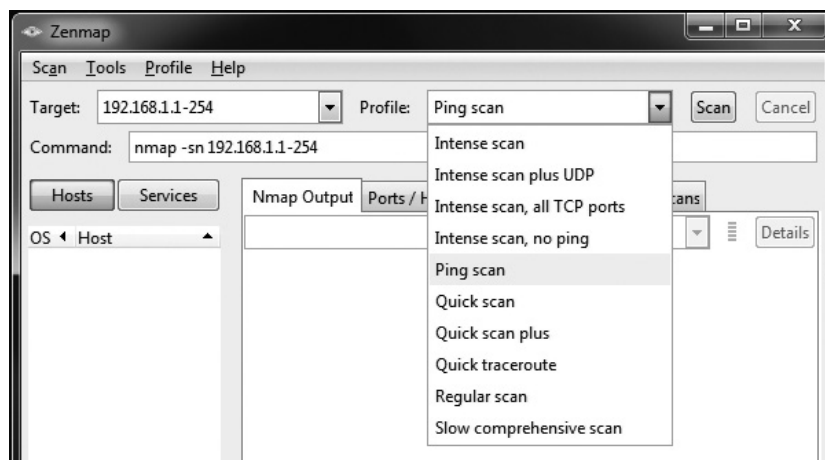 Zenmap
Scan Tools Profile Help
Target: 192.168.1.1-254 Profile: Ping scan Scan Cancel
Command: nmap -sn 192.168.1.1-254
Intense scan
Intense scan plus UDP
Intense scan, all TCP ports
Intense scan, no ping
Ping scan
Quick scan
Quick scan plus
Quick traceroute
Regular scan
Slow comprehensive scan
Hosts Services
Nmap Output Ports / H
Details
OS Host